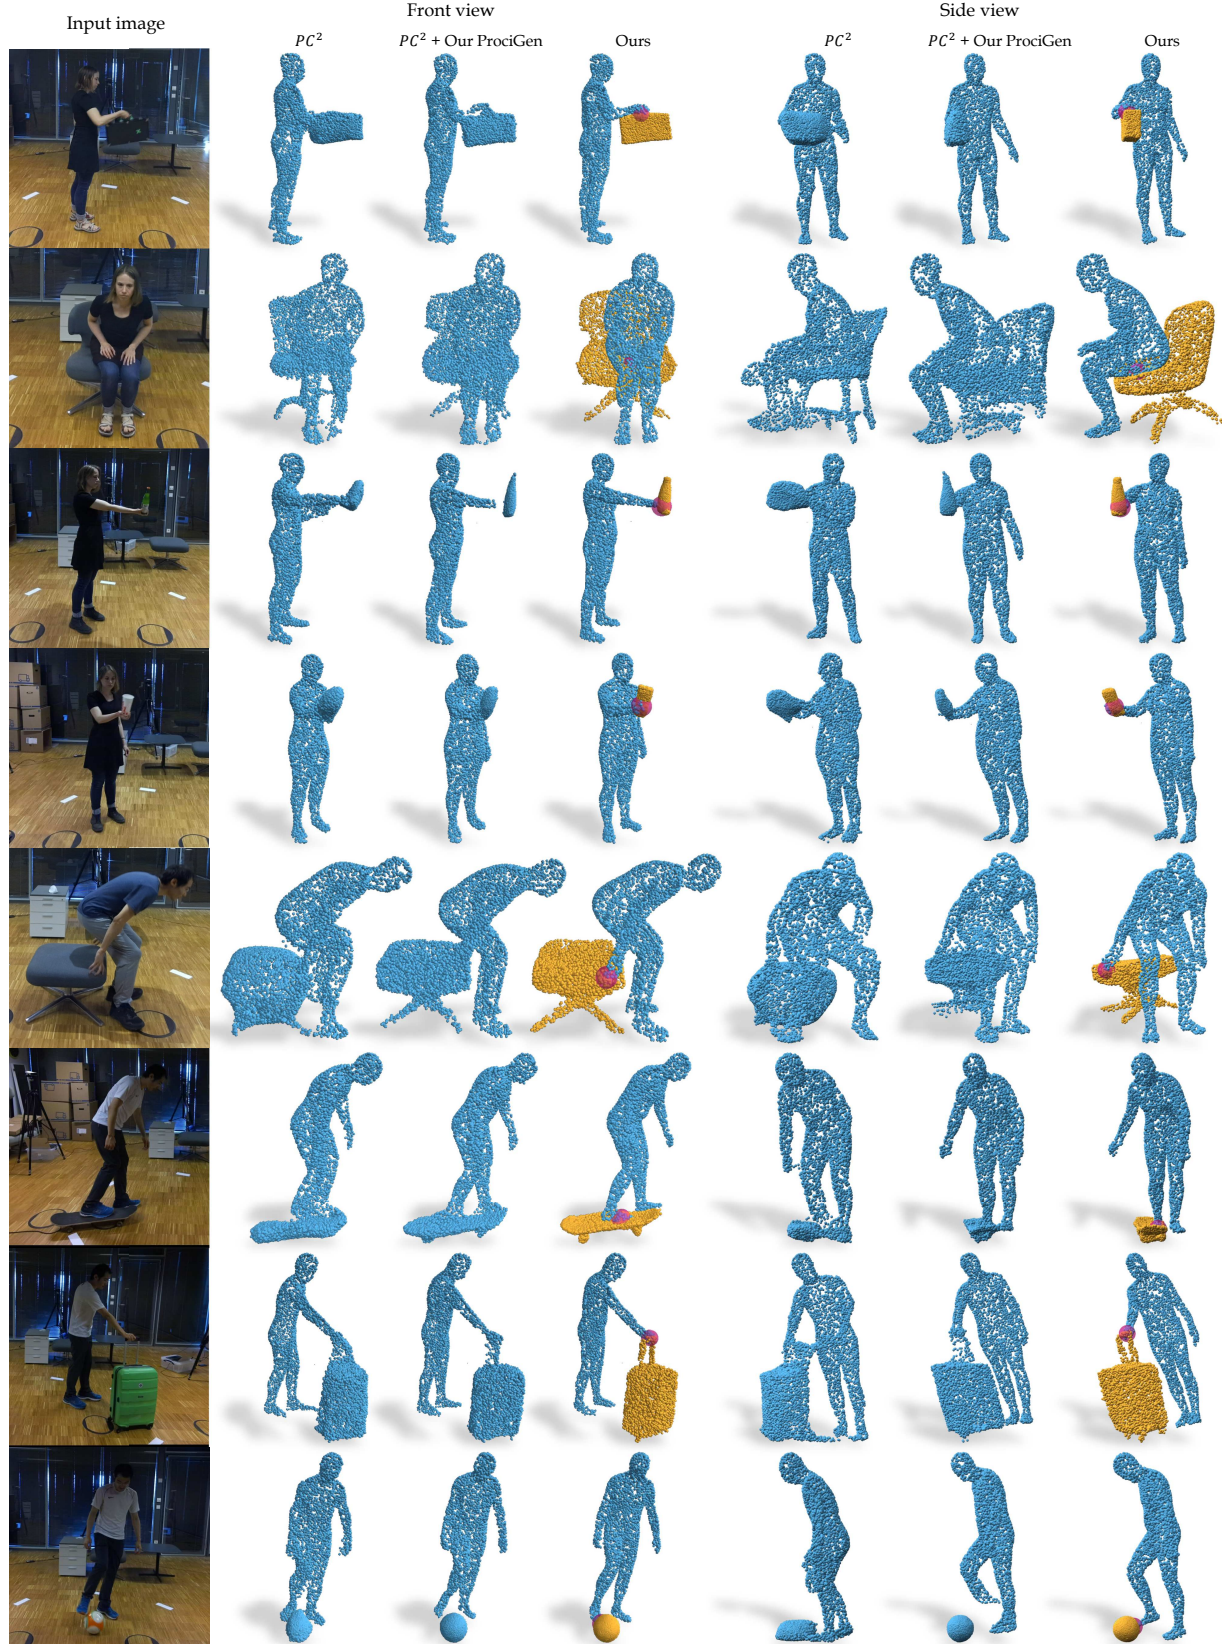 Input image
Front view
Side view
PC²
PC² + Our ProciGen
Ours
PC²
PC² + Our ProciGen
Ours